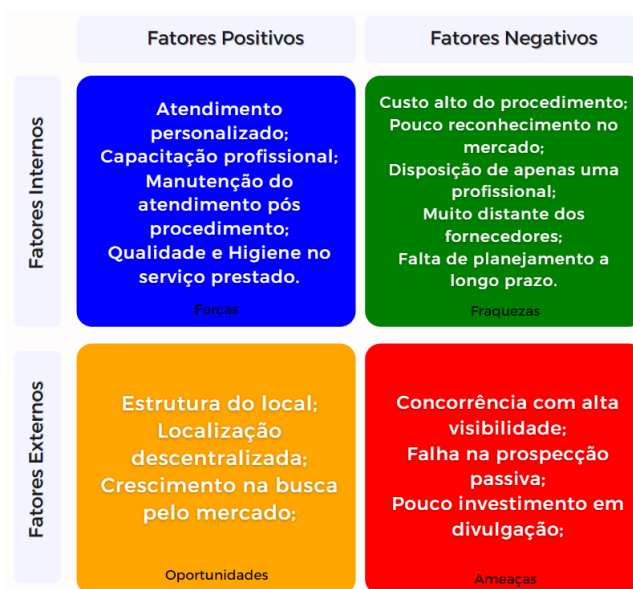 Fatores Positivos
Fatores Negativos
Fatores Internos
Atendimento
personalizado;
Capacitação profissional;
Manutenção do
atendimento pós
procedimento;
Qualidade e Higiene no
serviço prestado.
Forças
Custo alto do procedimento;
Pouco reconhecimento no
mercado;
Disposição de apenas uma
profissional;
Muito distante dos
fornecedores;
Falta de planejamento a
longo prazo.
Fraquezas
Fatores Externos
Estrutura do local;
Localização
descentralizada;
Crescimento na busca
pelo mercado;
Oportunidades
Concorrência com alta
visibilidade;
Falha na prospecção
passiva;
Pouco investimento em
divulgação;
Ameaças